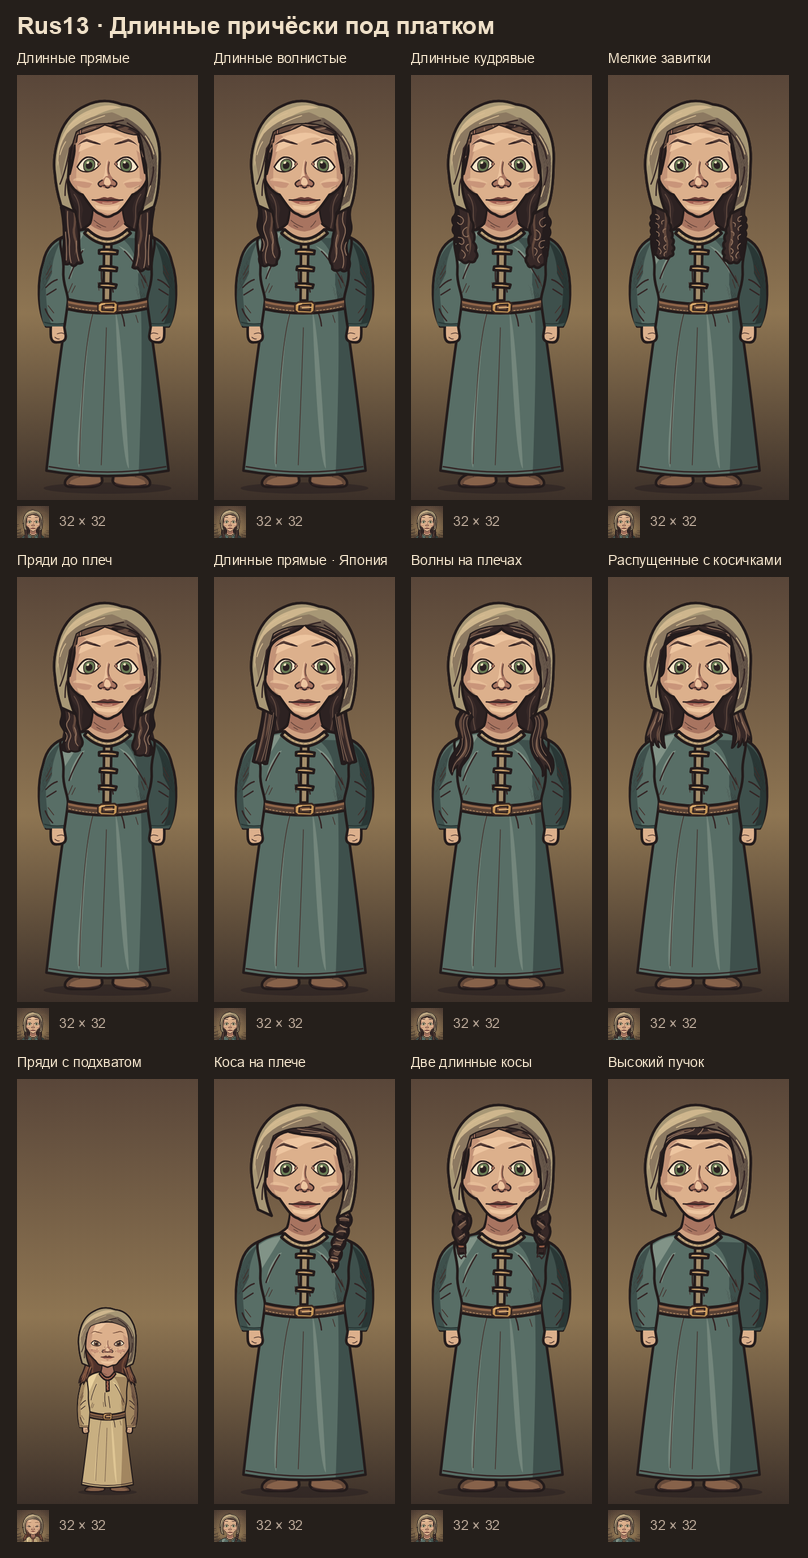 Rus13 · Длинные причёски под платком
Длинные прямые
Длинные волнистые
Длинные кудрявые
Мелкие завитки
32 × 32
32 × 32
32 × 32
32 × 32
Пряди до плеч
Длинные прямые · Япония
Волны на плечах
Распущенные с косичками
32 × 32
32 × 32
32 × 32
32 × 32
Пряди с подхватом
Коса на плече
Две длинные косы
Высокий пучок
32 × 32
32 × 32
32 × 32
32 × 32